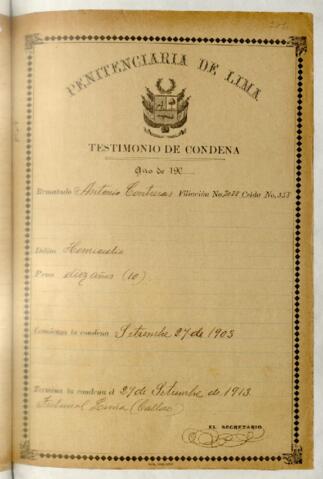 PENITENCIARIA DE LIMA
TESTIMONIO DE CONDENA
Año de 190
Rematado Antonio Contreras Filiación No. Celda No. 353
Delito Homicidio
Pena diez años (10)
Comienza la condena Setiembre 27 de 1903
Termina la condena el 27 de Setiembre de 1913.
Tribunal Lima (Callao)
EL SECRETARIO